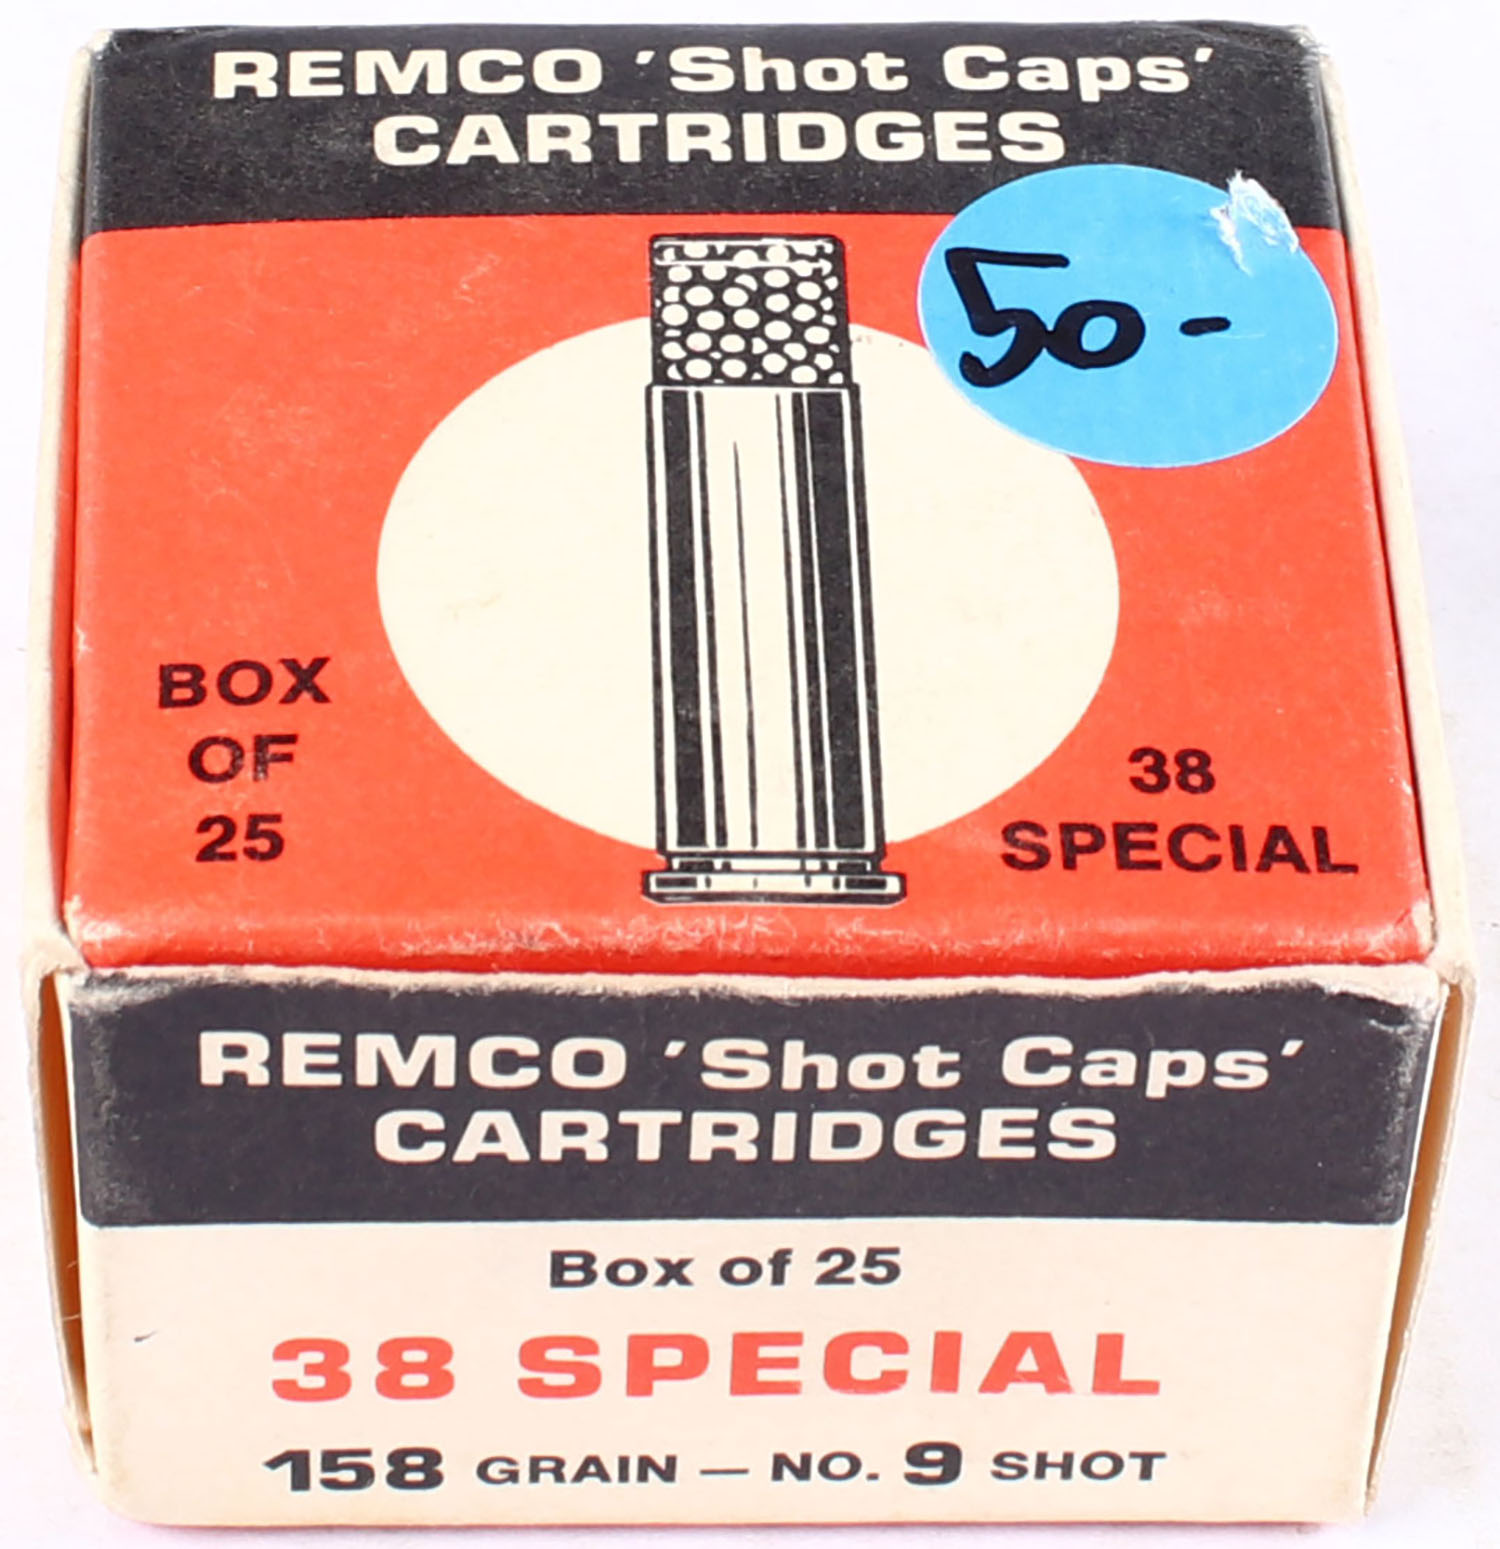 REMCO 'Shot Caps'
CARTRIDGES
50-
BOX
OF
25
38
SPECIAL
REMCO 'Shot Caps'
CARTRIDGES
Box of 25
38 SPECIAL
158 GRAIN — NO. 9 SHOT